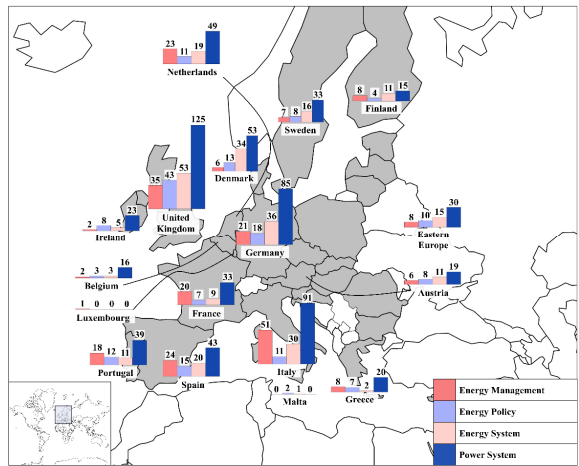 23 11 19 49
Netherlands
7 8 16 33
Sweden
8 4 11 15
Finland
6 13 34 53
Denmark
35 43 53 125
United
Kingdom
2 8 5 23
Ireland
21 18 36 85
Germany
8 10 15 30
Eastern
Europe
2 3 3 16
Belgium
6 8 11 19
Austria
1 0 0 0
Luxembourg
20 7 9 33
France
51 11 30 91
Italy
18 12 11 39
Portugal
24 15 20 43
Spain
0 2 1 0
Malta
8 7 2 20
Greece
Energy Management
Energy Policy
Energy System
Power System